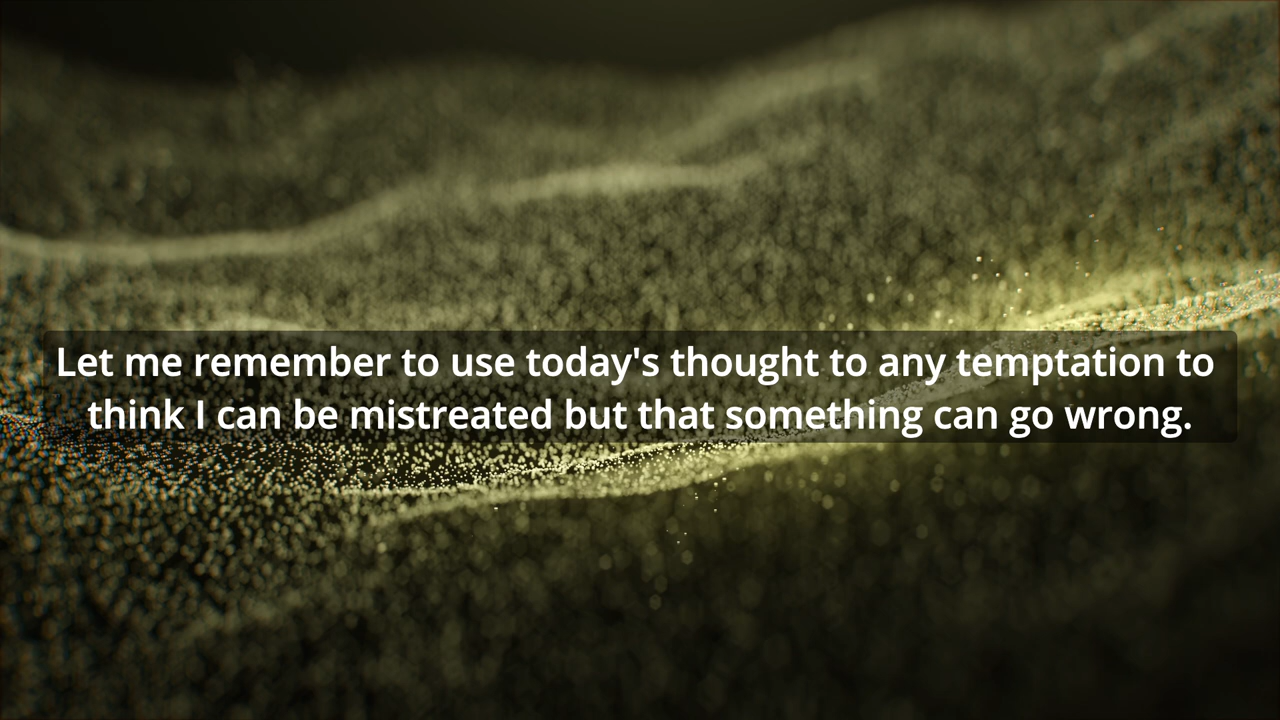 Let me remember to use today's thought to any temptation to
think I can be mistreated but that something can go wrong.